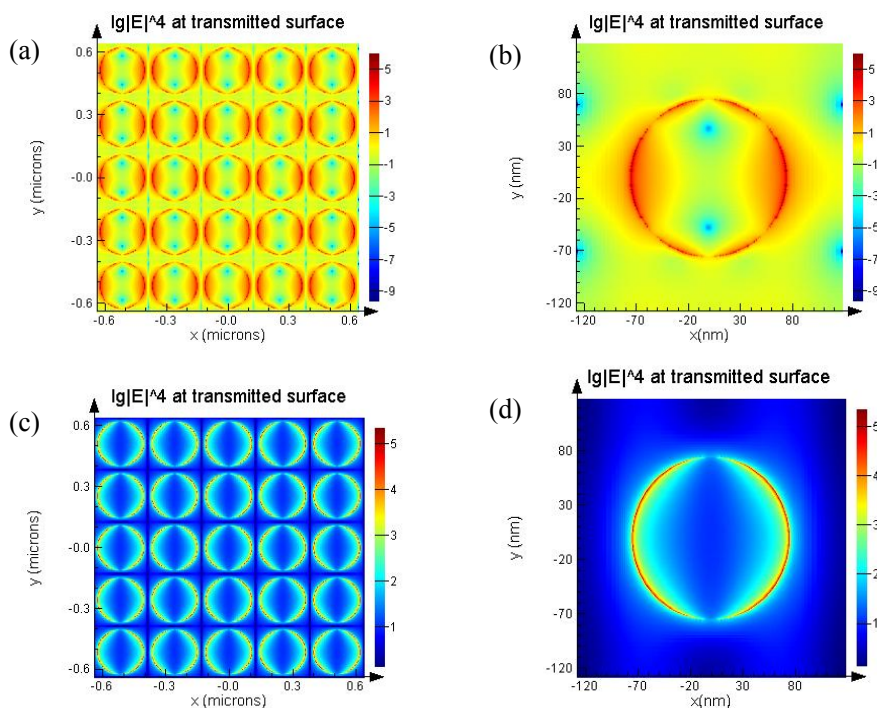 (a)
lg|E|^4 at transmitted surface
0.6
0.3
-0.0
-0.3
-0.6
y (microns)
-0.6 -0.3 -0.0 0.3 0.6
x (microns)
5
3
1
-1
-3
-5
-7
-9
(b)
lg|E|^4 at transmitted surface
80
30
-20
-70
-120
y (nm)
-120 -70 -20 30 80
x(nm)
5
3
1
-1
-3
-5
-7
-9
(c)
lg|E|^4 at transmitted surface
0.6
0.3
-0.0
-0.3
-0.6
y (microns)
-0.6 -0.3 -0.0 0.3 0.6
x (microns)
5
4
3
2
1
(d)
lg|E|^4 at transmitted surface
80
30
-20
-70
-120
y (nm)
-120 -70 -20 30 80
x(nm)
5
4
3
2
1